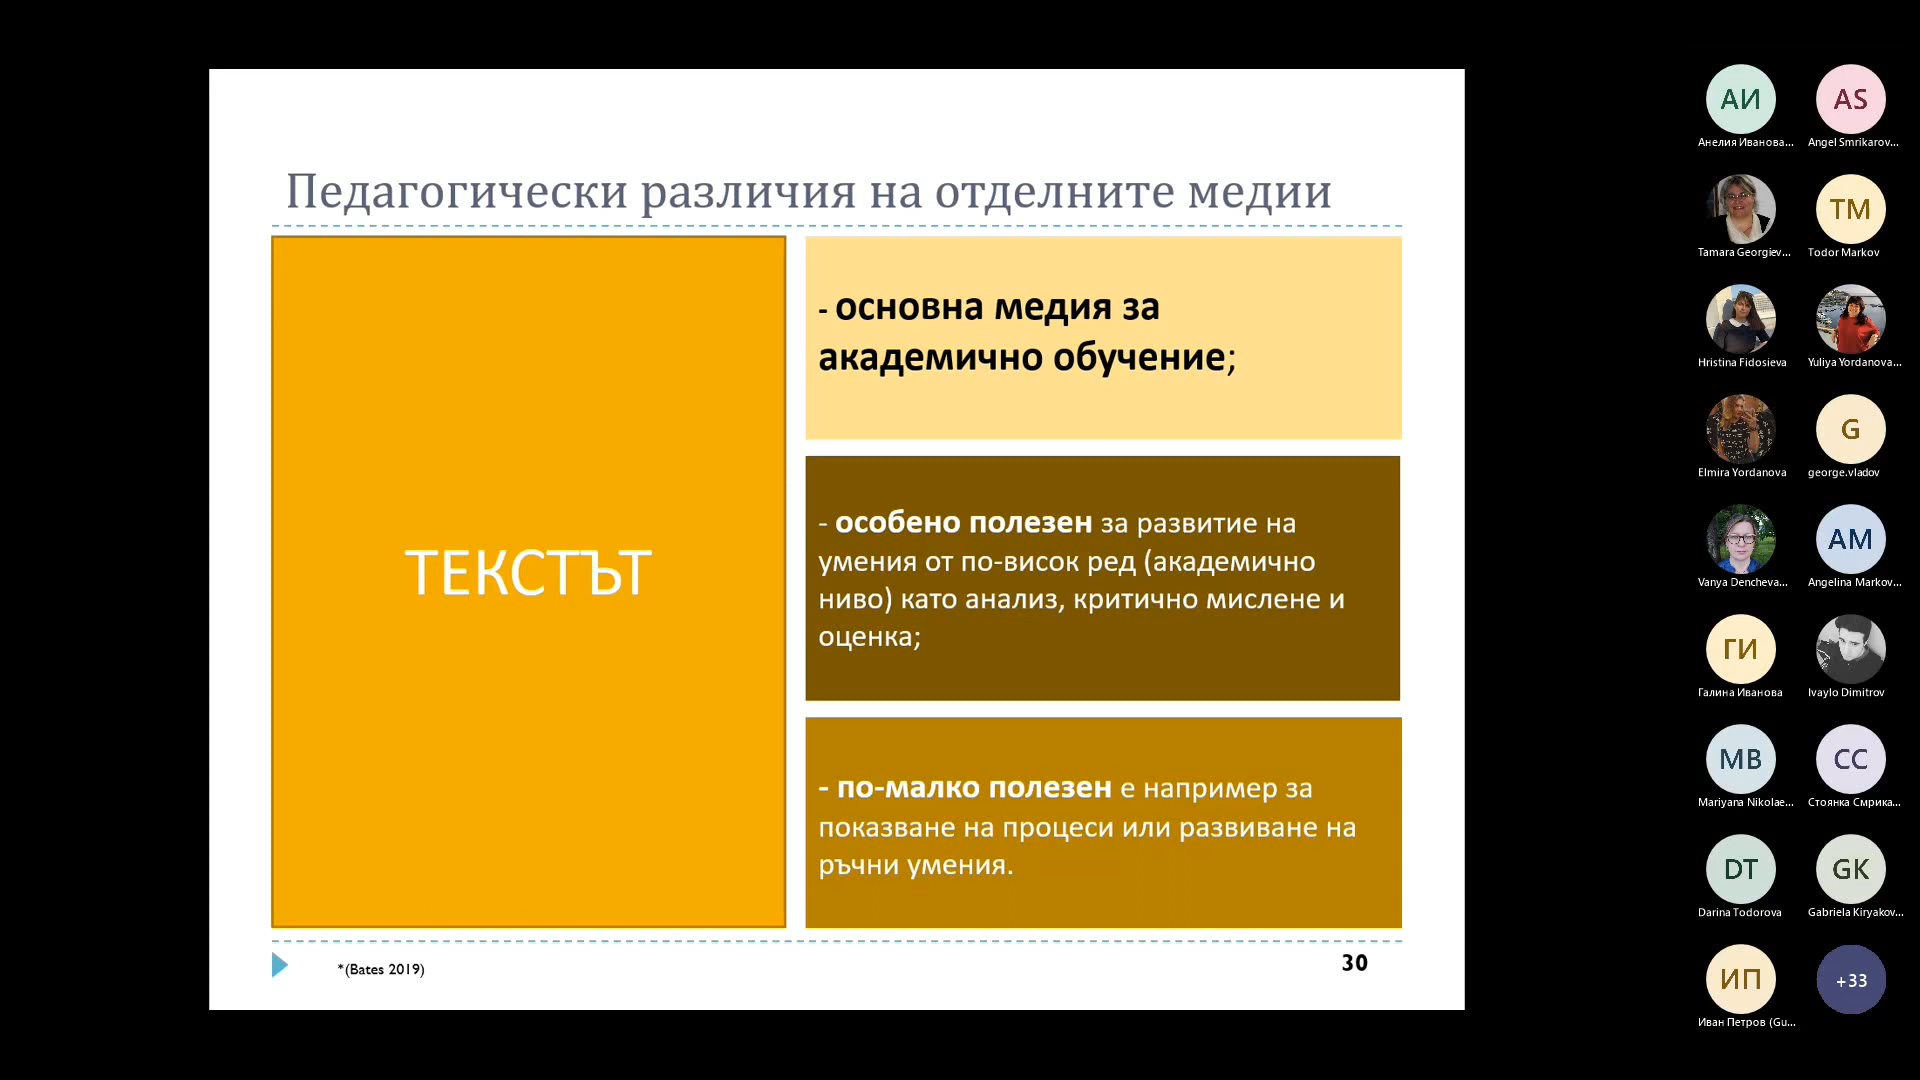 Педагогически различия на отделните медии
ТЕКСТЪТ
- основна медия за
академично обучение;
- особено полезен за развитие на
умения от по-висок ред (академично
ниво) като анализ, критично мислене и
оценка;
- по-малко полезен е например за
показване на процеси или развиване на
ръчни умения.
*(Bates 2019)
30
АИ
Анелия Иванова...
AS
Angel Smrikarov...
Tamara Georgiev...
TM
Todor Markov
Hristina Fidosieva
Yuliya Yordanova...
Elmira Yordanova
G
george.vladov
Vanya Dencheva...
AM
Angelina Markov...
ГИ
Галина Иванова
Ivaylo Dimitrov
MB
Mariyana Nikolae...
СС
Стоянка Смрика...
DT
Darina Todorova
GK
Gabriela Kiryakov...
ИП
Иван Петров (Gu...
+33